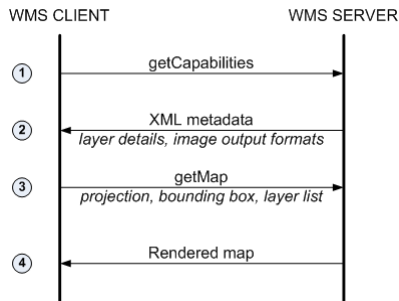 WMS CLIENT WMS SERVER
1 getCapabilities
2 XML metadata
layer details, image output formats
3 getMap
projection, bounding box, layer list
4 Rendered map